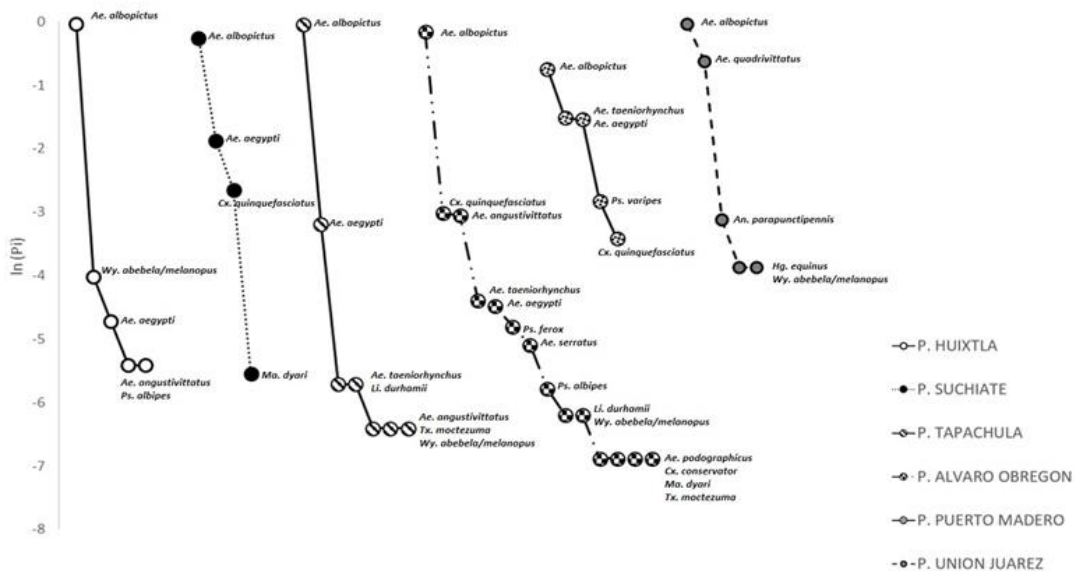 ln (Pi)
0
-1
-2
-3
-4
-5
-6
-7
-8
Ae. albopictus
Wy. abebela/melanopus
Ae. aegypti
Ae. angustivittatus
Ps. albipes
Ae. albopictus
Ae. aegypti
Cx. quinquefasciatus
Ma. dyari
Ae. albopictus
Ae. aegypti
Ae. taeniorhynchus
Li. durhamii
Ae. angustivittatus
Tx. moctezuma
Wy. abebela/melanopus
Ae. albopictus
Cx. quinquefasciatus
Ae. angustivittatus
Ae. taeniorhynchus
Ae. aegypti
Ps. ferox
Ae. serratus
Ps. albipes
Li. durhamii
Wy. abebela/melanopus
Ae. podographicus
Cx. conservator
Ma. dyari
Tx. moctezuma
Ae. albopictus
Ae. taeniorhynchus
Ae. aegypti
Ps. varipes
Cx. quinquefasciatus
Ae. albopictus
Ae. quadrivittatus
An. parapunctipennis
Hg. equinus
Wy. abebela/melanopus
P. HUIXTLA
P. SUCHIATE
P. TAPACHULA
P. ALVARO OBREGON
P. PUERTO MADERO
P. UNION JUAREZ